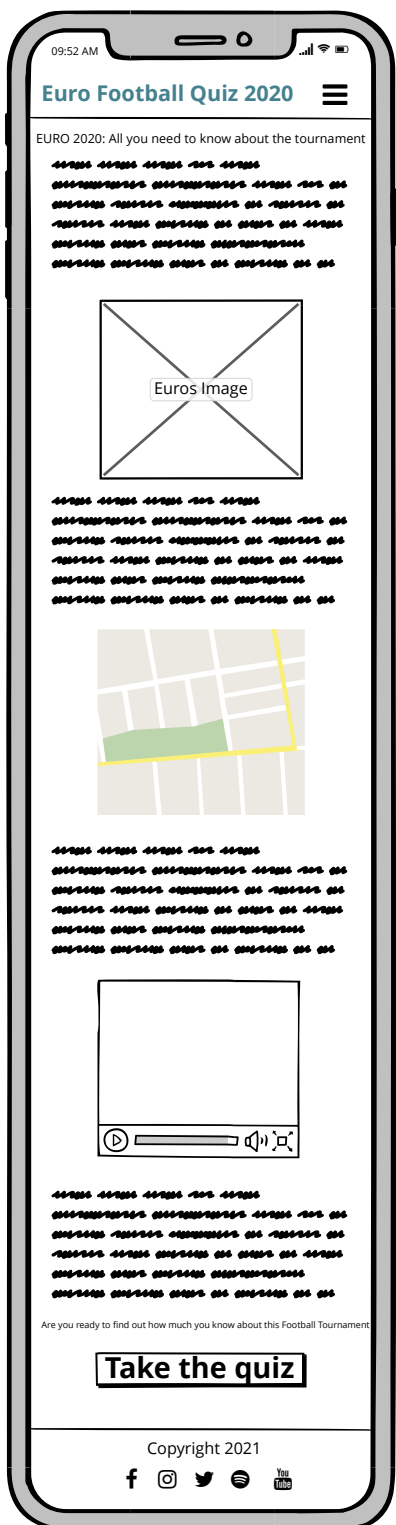 09:52 AM
Euro Football Quiz 2020
EURO 2020: All you need to know about the tournament
Euros Image
Are you ready to find out how much you know about this Football Tournament
Take the quiz
Copyright 2021
You
Tube